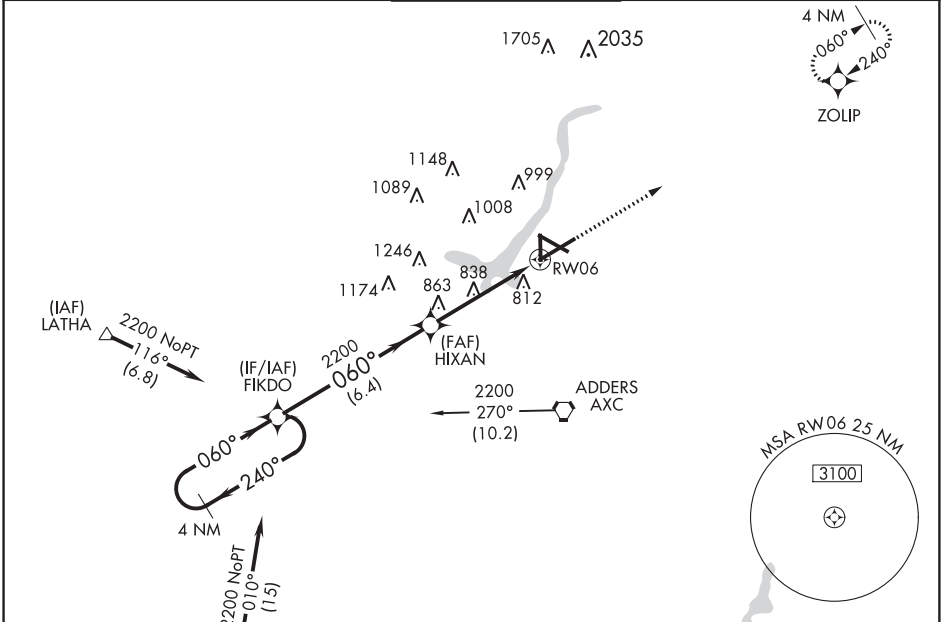 4 NM
060°
240°
ZOLIP
1705
2035
1148
999
1089
1008
1246
RW06
1174
863
838
812
(IAF)
LATHA
2200 NoPT
116°
(6.8)
(FAF)
HIXAN
(IF/IAF)
FIKDO
2200
060°
(6.4)
2200
270°
(10.2)
ADDERS
AXC
060°
240°
4 NM
MSA RW06 25 NM
3100
2200 NoPT
010°
(15)